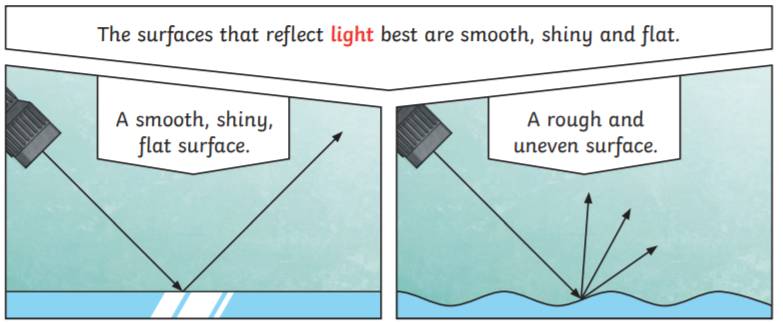 The surfaces that reflect light best are smooth, shiny and flat.
A smooth, shiny,
flat surface.
A rough and
uneven surface.